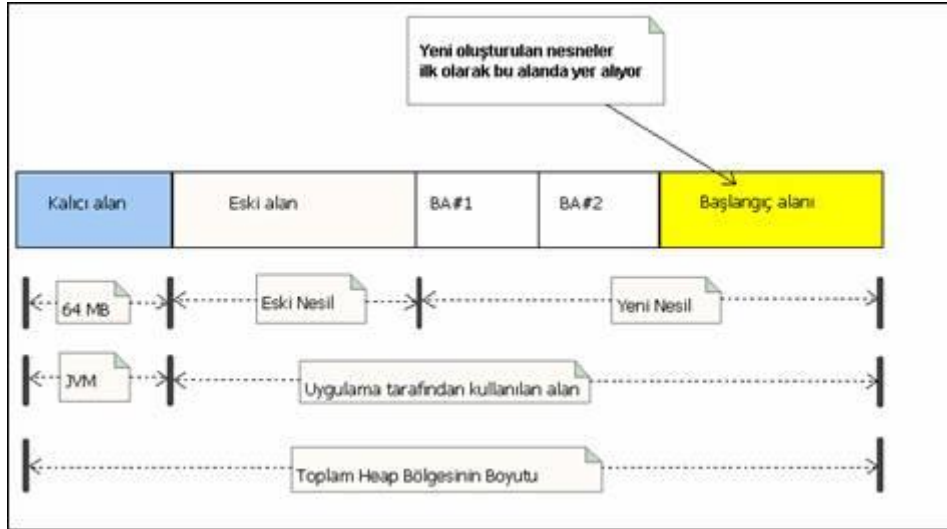 Yeni oluşturulan nesneler
ilk olarak bu alanda yer alıyor
Kalıcı alan
Eski alan
BA#1
BA#2
Başlangıç alanı
64 MB
Eski Nesil
Yeni Nesil
JVM
Uygulama tarafından kullanılan alan
Toplam Heap Bölgesinin Boyutu